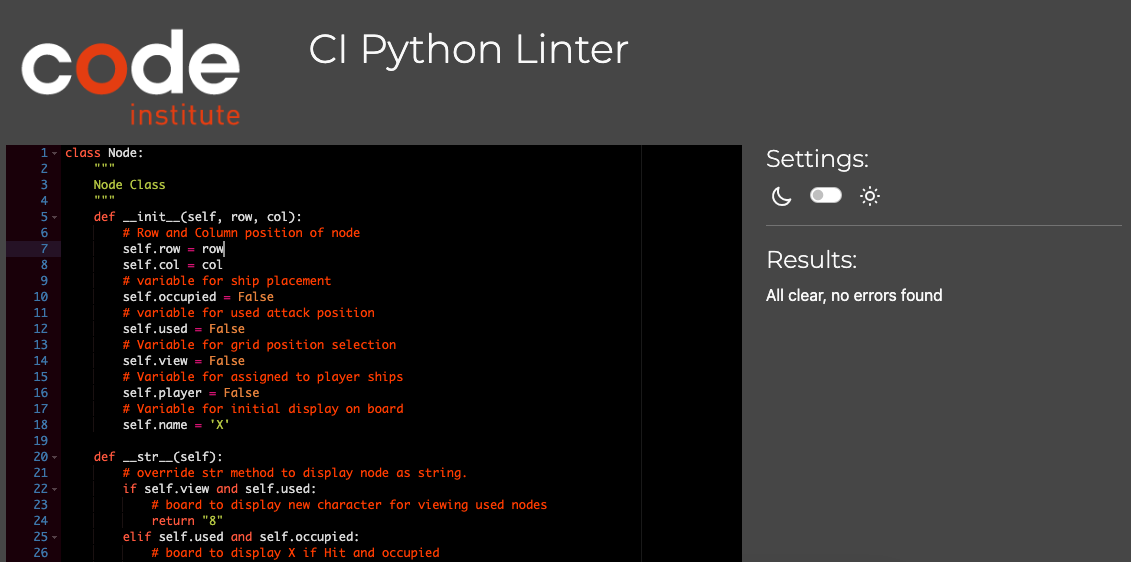 code
institute
CI Python Linter
1 class Node:
2 """
3 Node Class
4 """
5 def __init__(self, row, col):
6 # Row and Column position of node
7 self.row = row
8 self.col = col
9 # variable for ship placement
10 self.occupied = False
11 # variable for used attack position
12 self.used = False
13 # Variable for grid position selection
14 self.view = False
15 # Variable for assigned to player ships
16 self.player = False
17 # Variable for initial display on board
18 self.name = 'X'
19
20 def __str__(self):
21 # override str method to display node as string.
22 if self.view and self.used:
23 # board to display new character for viewing used nodes
24 return "8"
25 elif self.used and self.occupied:
26 # board to display X if Hit and occupied
Settings:
Results:
All clear, no errors found